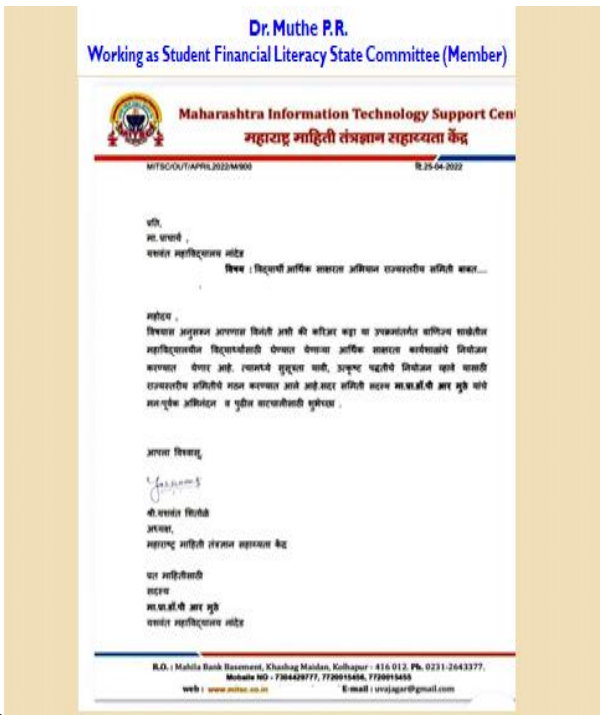 Dr. Muthe P.R.
Working as Student Financial Literacy State Committee (Member)
Maharashtra Information Technology Support Cen
महाराष्ट्र माहिती तंत्रज्ञान सहाय्यता केंद्र
MITSC/OUT/APRIL2022/M/900 दि.25-04-2022
प्रति,
मा. प्राचार्य ,
यशवंत महाविद्यालय नांदेड
विषय : विद्यार्थी आर्थिक साक्षरता अभियान राज्यस्तरीय समिती बाबत....
महोदय ,
विषयास अनुसरून आपणास विनंती अशी की करिअर कट्टा या उपक्रमांतर्गत वाणिज्य शाखेतील
महाविद्यालयीन विद्यार्थ्यांसाठी घेण्यात येणाऱ्या आर्थिक साक्षरता कार्यशाळांचे नियोजन
करण्यात येणार आहे. त्यामध्ये सुसूत्रता यावी, उत्कृष्ट पद्धतीचे नियोजन व्हावे यासाठी
राज्यस्तरीय समितीचे गठन करण्यात आले आहे.सदर समिती सदस्य मा.प्रा.डॉ.पी आर मुठे यांचे
मनःपूर्वक अभिनंदन व पुढील वाटचालीसाठी शुभेच्छा .
आपला विश्वासू,
श्री.यशवंत शितोळे
अध्यक्ष,
महाराष्ट्र माहिती तंत्रज्ञान सहाय्यता केंद्र
प्रत माहितीसाठी
सदस्य
मा.प्रा.डॉ.पी आर मुठे
यशवंत महाविद्यालय नांदेड
R.O. : Mahila Bank Basement, Khasbag Maidan, Kolhapur - 416 012. Ph. 0231-2643377.
Mobaile NO - 7304429777, 7720015456, 7720015455
web : www.mitsc.co.in E-mail : uvajagar@gmail.com